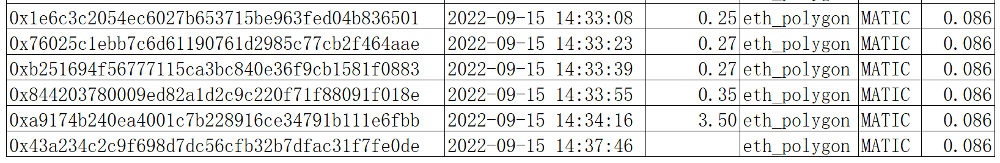 0x1e6c3c2054ec6027b653715be963fed04b836501 2022-09-15 14:33:08 0.25 eth_polygon MATIC 0.086
0x76025c1ebb7c6d61190761d2985c77cb2f464aae 2022-09-15 14:33:23 0.27 eth_polygon MATIC 0.086
0xb251694f56777115ca3bc840e36f9cb1581f0883 2022-09-15 14:33:39 0.27 eth_polygon MATIC 0.086
0x844203780009ed82a1d2c9c220f71f88091f018e 2022-09-15 14:33:55 0.35 eth_polygon MATIC 0.086
0xa9174b240ea4001c7b228916ce34791b111e6fbb 2022-09-15 14:34:16 3.50 eth_polygon MATIC 0.086
0x43a234c2c9f698d7dc56cfb32b7dfac31f7fe0de 2022-09-15 14:37:46 eth_polygon MATIC 0.086